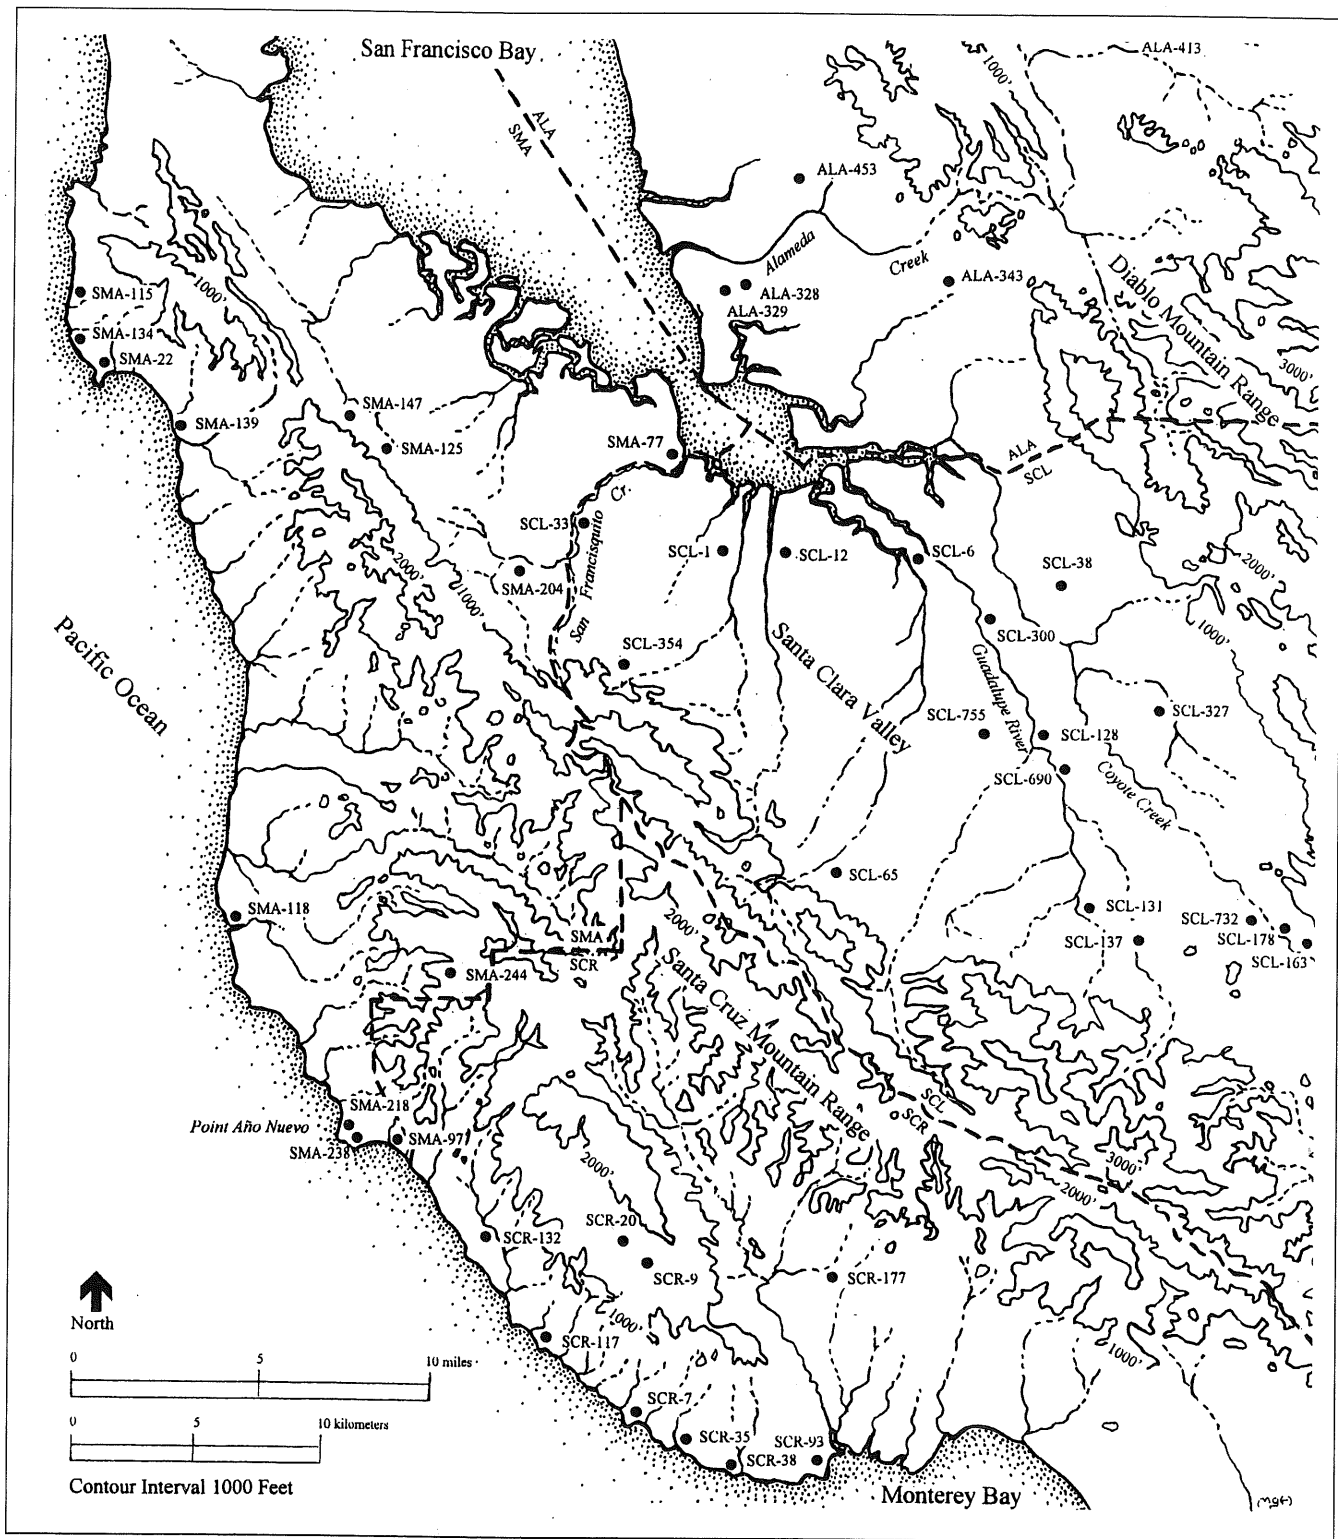 San Francisco Bay
ALA-413
1000'
ALA
SMA
ALA-453
Alameda
Creek
Diablo Mountain Range
SMA-115
1000'
ALA-328
ALA-343
ALA-329
SMA-134
SMA-22
3000'
SMA-147
SMA-139
SMA-125
SMA-77
ALA
SCL
Cr.
SCL-33
Francisquito
San
SCL-1
SCL-12
SCL-6
SCL-38
2000'
2000'
1000'
SMA-204
1000'
SCL-300
Pacific Ocean
SCL-354
Santa Clara Valley
Guadalupe River
SCL-755
SCL-327
SCL-128
SCL-690
Coyote Creek
SCL-65
SMA-118
2000'
SCL-131
SCL-732
SCL-137
SCL-178
SCL-163
SMA
SCR
SMA-244
Santa Cruz Mountain Range
SCL
SCR
SMA-218
Point Año Nuevo
SMA-97
SMA-238
3000'
2000'
2000'
SCR-20
SCR-132
SCR-9
SCR-177
North
1000'
SCR-117
1000'
0 5 10 miles
SCR-7
0 5 10 kilometers
SCR-35
SCR-93
SCR-38
Contour Interval 1000 Feet
Monterey Bay